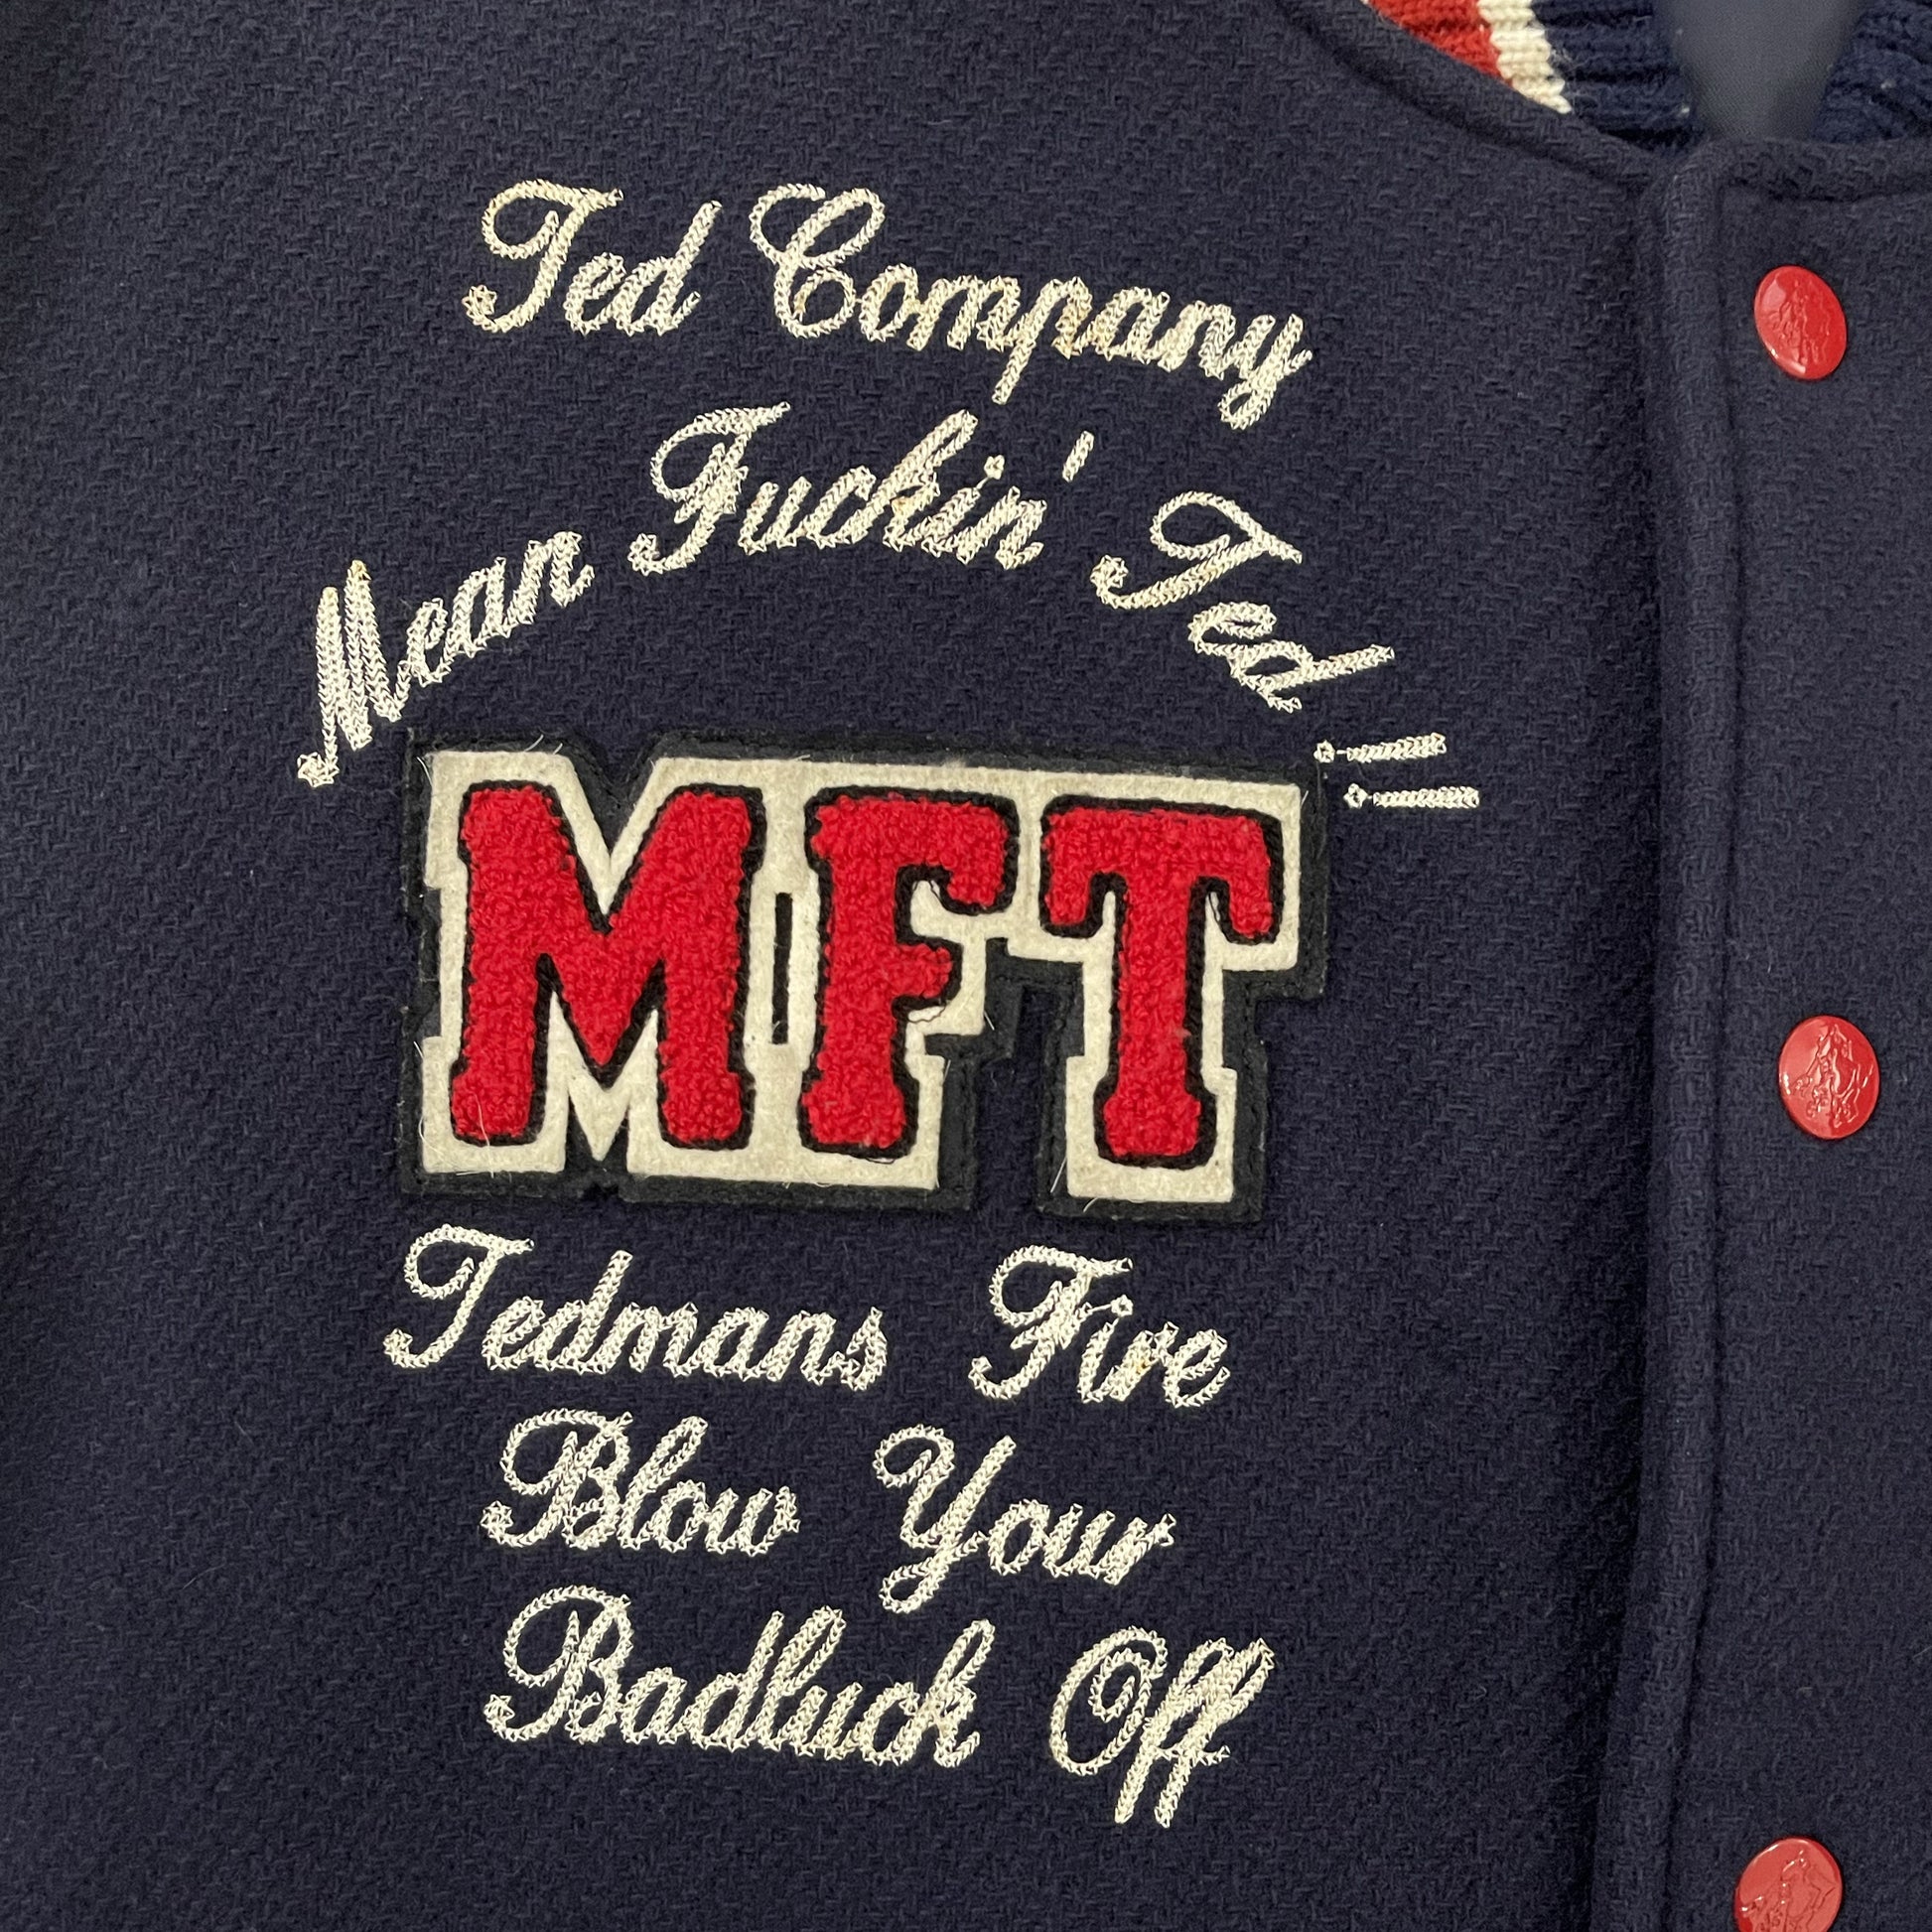 Ted Company
Mean Fuckin' Ted!!
MFT
Tedmans Fire
Blow Your
Badluck Off